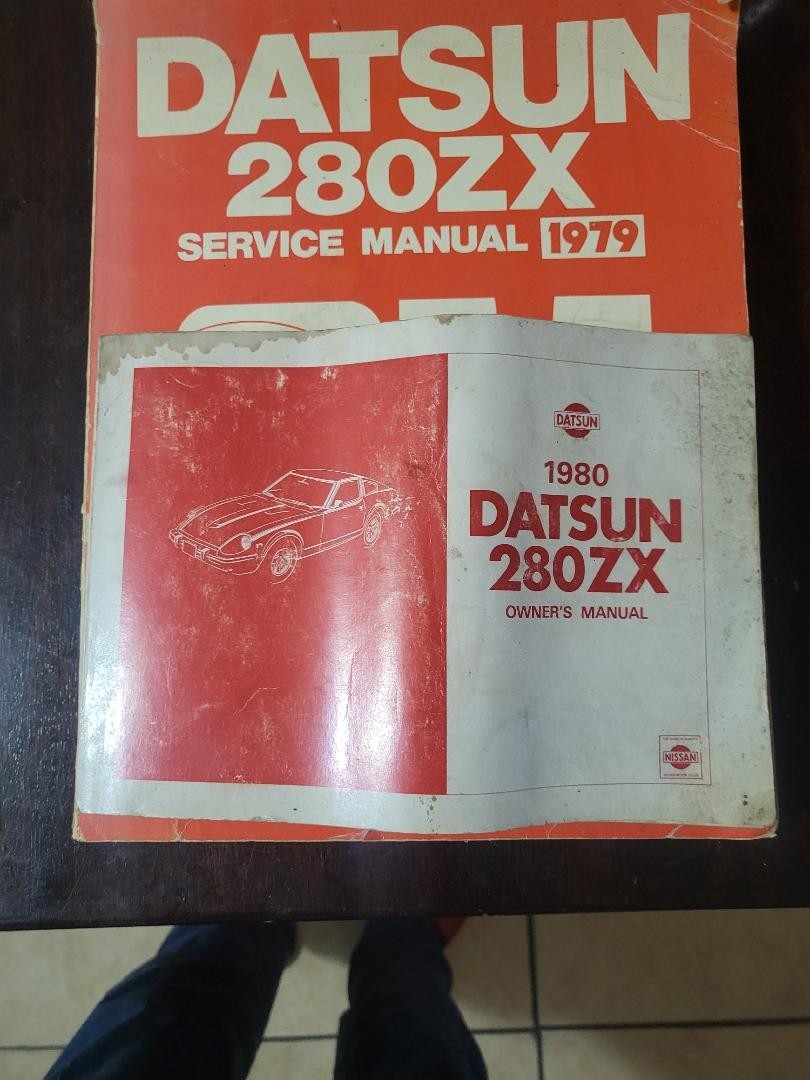 DATSUN
280ZX
SERVICE MANUAL 1979
DATSUN
1980
DATSUN
280ZX
OWNER'S MANUAL
NISSAN